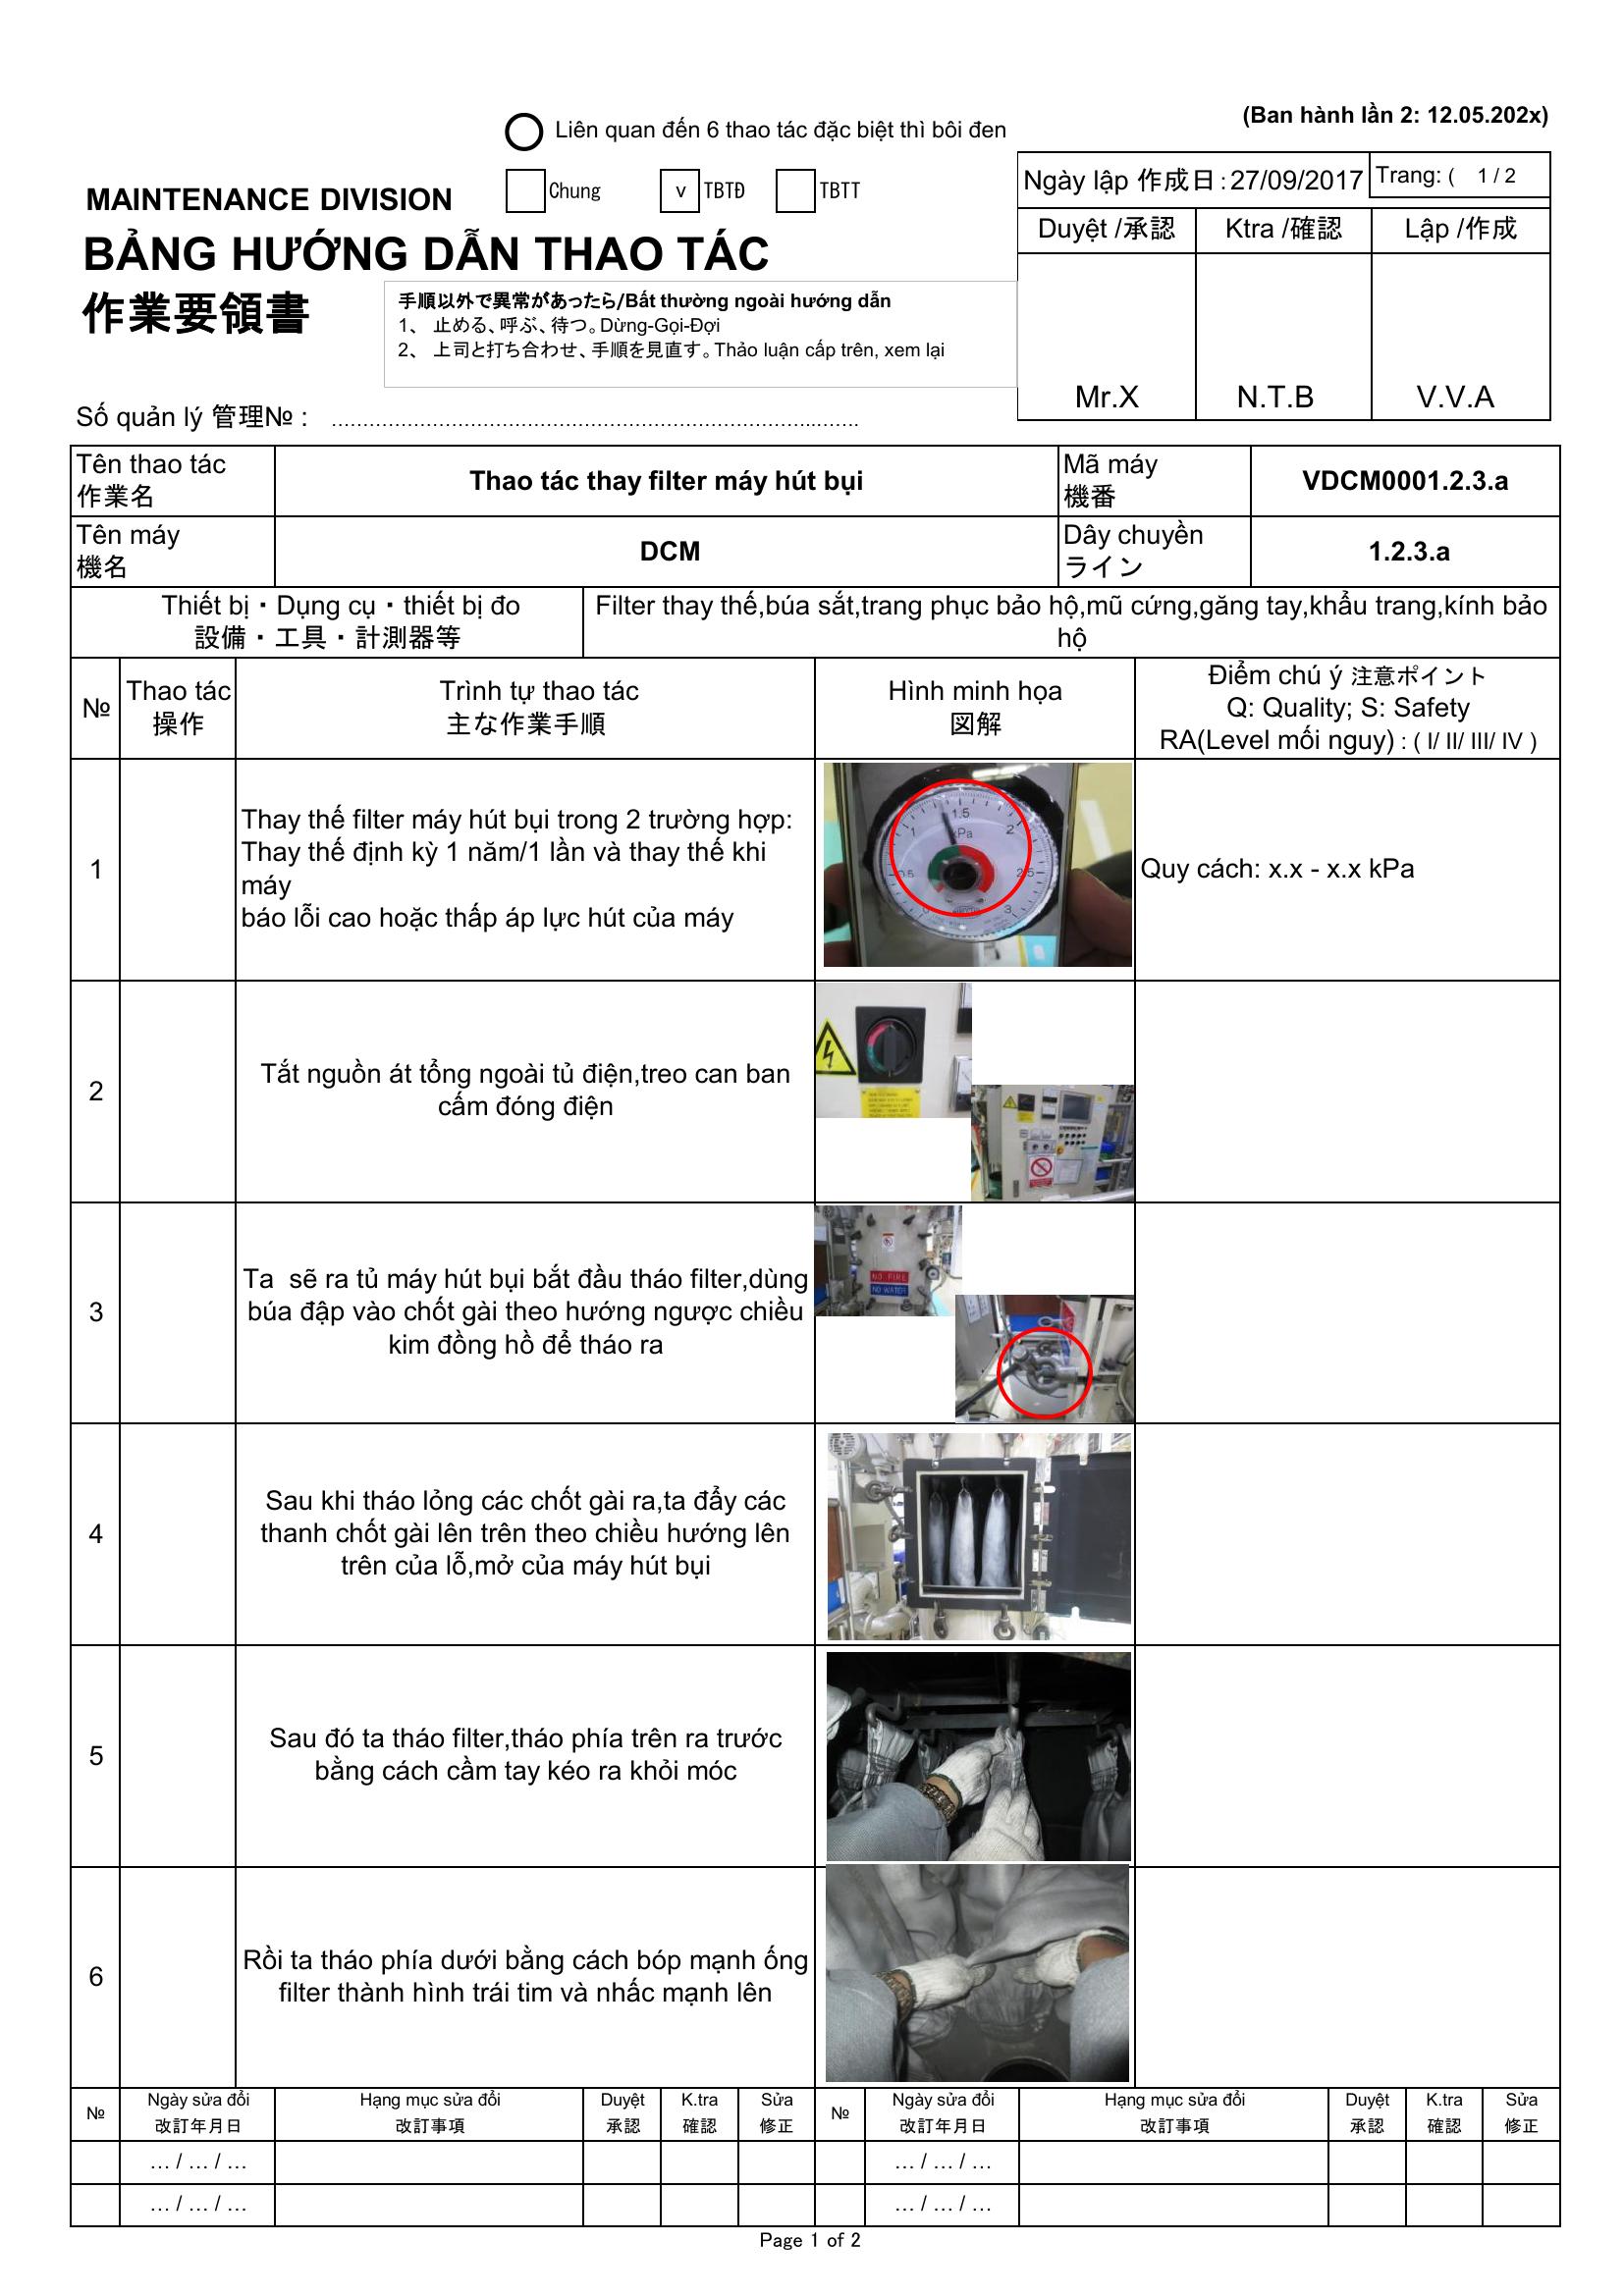 (Ban hành lần 2: 12.05.202x)
Liên quan đến 6 thao tác đặc biệt thì bôi đen
Ngày lập 作成日: 27/09/2017
Trang: ( 1 / 2
Chung
v
TBTĐ
TBTT
MAINTENANCE DIVISION
Duyệt /承認
Ktra /確認
Lập /作成
BẢNG HƯỚNG DẪN THAO TÁC
作業要領書
手順以外で異常があったら/Bất thường ngoài hướng dẫn
1、 止める、呼ぶ、待つ。Dừng-Gọi-Đợi
2、 上司と打ち合わせ、手順を見直す。Thảo luận cấp trên, xem lại
Mr.X
N.T.B
V.V.A
Số quản lý 管理№ : ................................................................................
Tên thao tác
作業名
Thao tác thay filter máy hút bụi
Mã máy
機番
VDCM0001.2.3.a
Tên máy
機名
DCM
Dây chuyền
ライン
1.2.3.a
Thiết bị・Dụng cụ・thiết bị đo
設備・工具・計測器等
Filter thay thế,búa sắt,trang phục bảo hộ,mũ cứng,găng tay,khẩu trang,kính bảo
hộ
№
Thao tác
操作
Trình tự thao tác
主な作業手順
Hình minh họa
図解
Điểm chú ý 注意ポイント
Q: Quality; S: Safety
RA(Level mối nguy) : ( I/ II/ III/ IV )
1
Thay thế filter máy hút bụi trong 2 trường hợp:
Thay thế định kỳ 1 năm/1 lần và thay thế khi
máy
báo lỗi cao hoặc thấp áp lực hút của máy
0.5
1
1.5
2
2.5
3
kPa
Quy cách: x.x - x.x kPa
2
Tắt nguồn át tổng ngoài tủ điện,treo can ban
cấm đóng điện
3
Ta sẽ ra tủ máy hút bụi bắt đầu tháo filter,dùng
búa đập vào chốt gài theo hướng ngược chiều
kim đồng hồ để tháo ra
NO FIRE
NO WATER
4
Sau khi tháo lỏng các chốt gài ra,ta đẩy các
thanh chốt gài lên trên theo chiều hướng lên
trên của lỗ,mở của máy hút bụi
5
Sau đó ta tháo filter,tháo phía trên ra trước
bằng cách cầm tay kéo ra khỏi móc
6
Rồi ta tháo phía dưới bằng cách bóp mạnh ống
filter thành hình trái tim và nhấc mạnh lên
№
Ngày sửa đổi
改訂年月日
Hạng mục sửa đổi
改訂事項
Duyệt
承認
K.tra
確認
Sửa
修正
№
Ngày sửa đổi
改訂年月日
Hạng mục sửa đổi
改訂事項
Duyệt
承認
K.tra
確認
Sửa
修正
... / ... / ...
... / ... / ...
... / ... / ...
... / ... / ...
Page 1 of 2